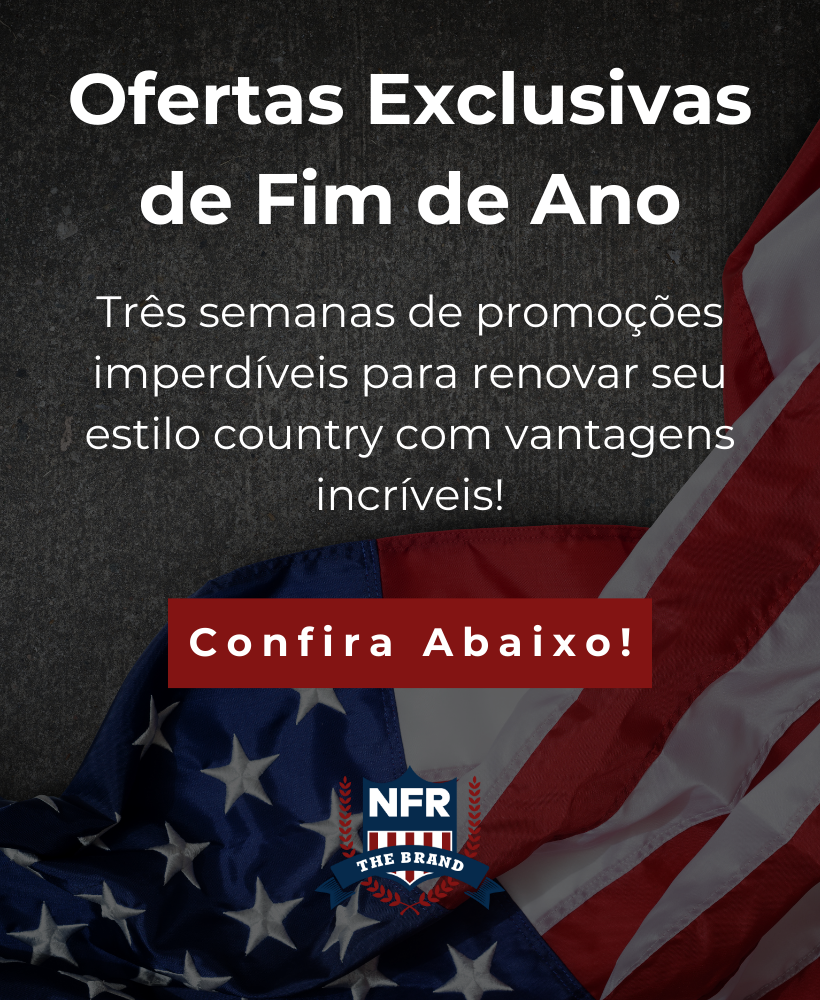 Ofertas Exclusivas
de Fim de Ano
Três semanas de promoções
imperdíveis para renovar seu
estilo country com vantagens
incríveis!
Confira Abaixo!
NFR
THE BRAND